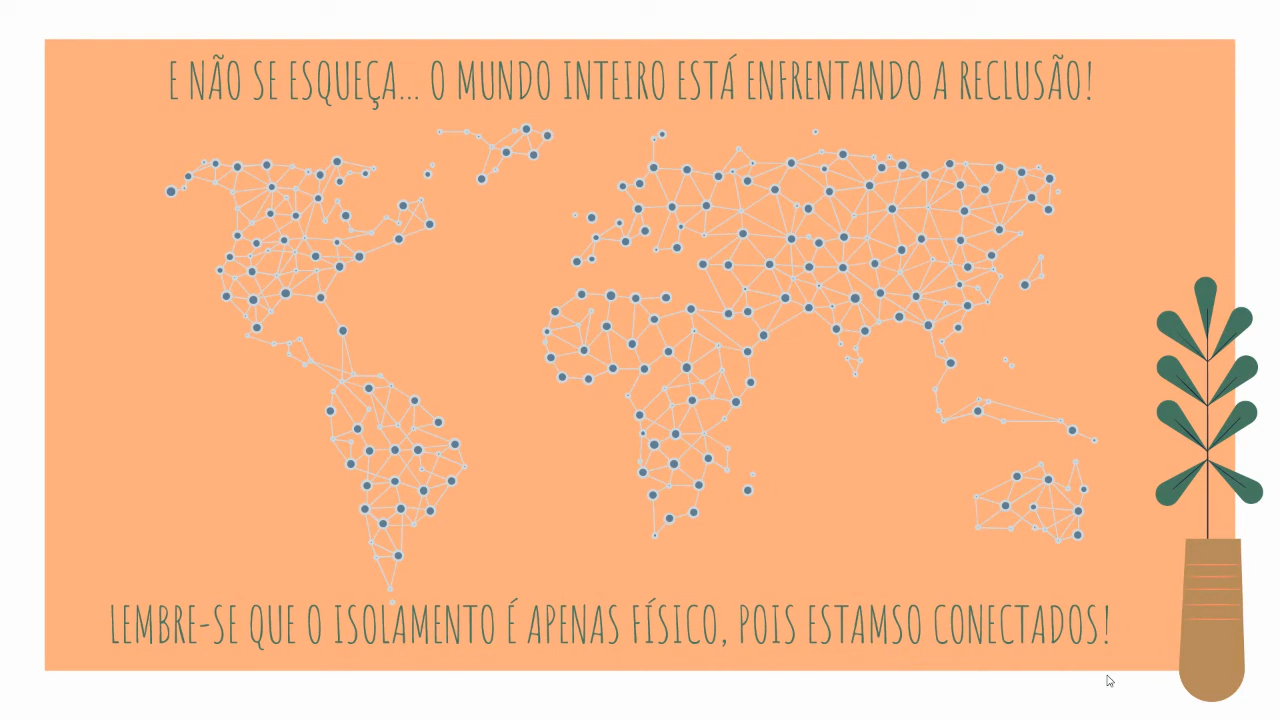 E NÃO SE ESQUEÇA... O MUNDO INTEIRO ESTÁ ENFRENTANDO A RECLUSÃO!
LEMBRE-SE QUE O ISOLAMENTO É APENAS FÍSICO, POIS ESTAMSO CONECTADOS!